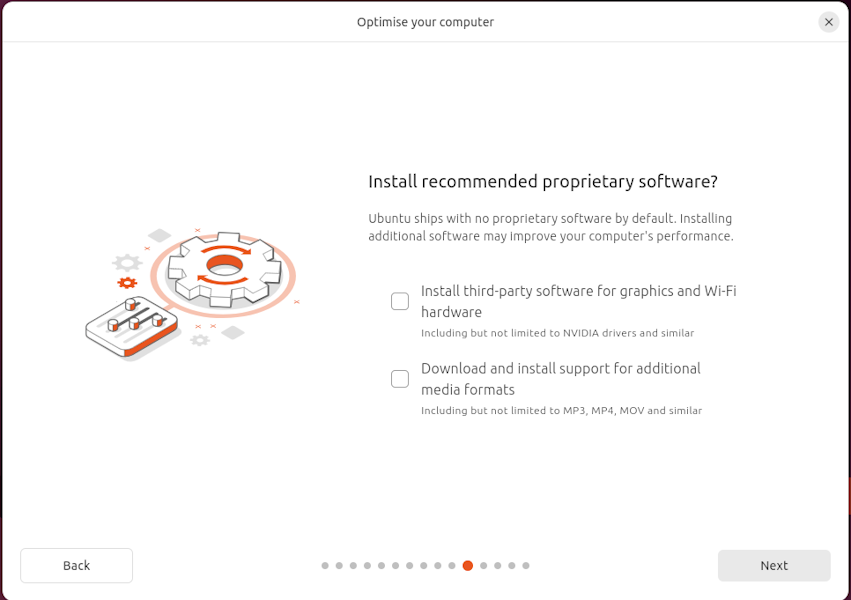 Optimise your computer
Install recommended proprietary software?
Ubuntu ships with no proprietary software by default. Installing
additional software may improve your computer's performance.
Install third-party software for graphics and Wi-Fi
hardware
Including but not limited to NVIDIA drivers and similar
Download and install support for additional
media formats
Including but not limited to MP3, MP4, MOV and similar
Back
Next